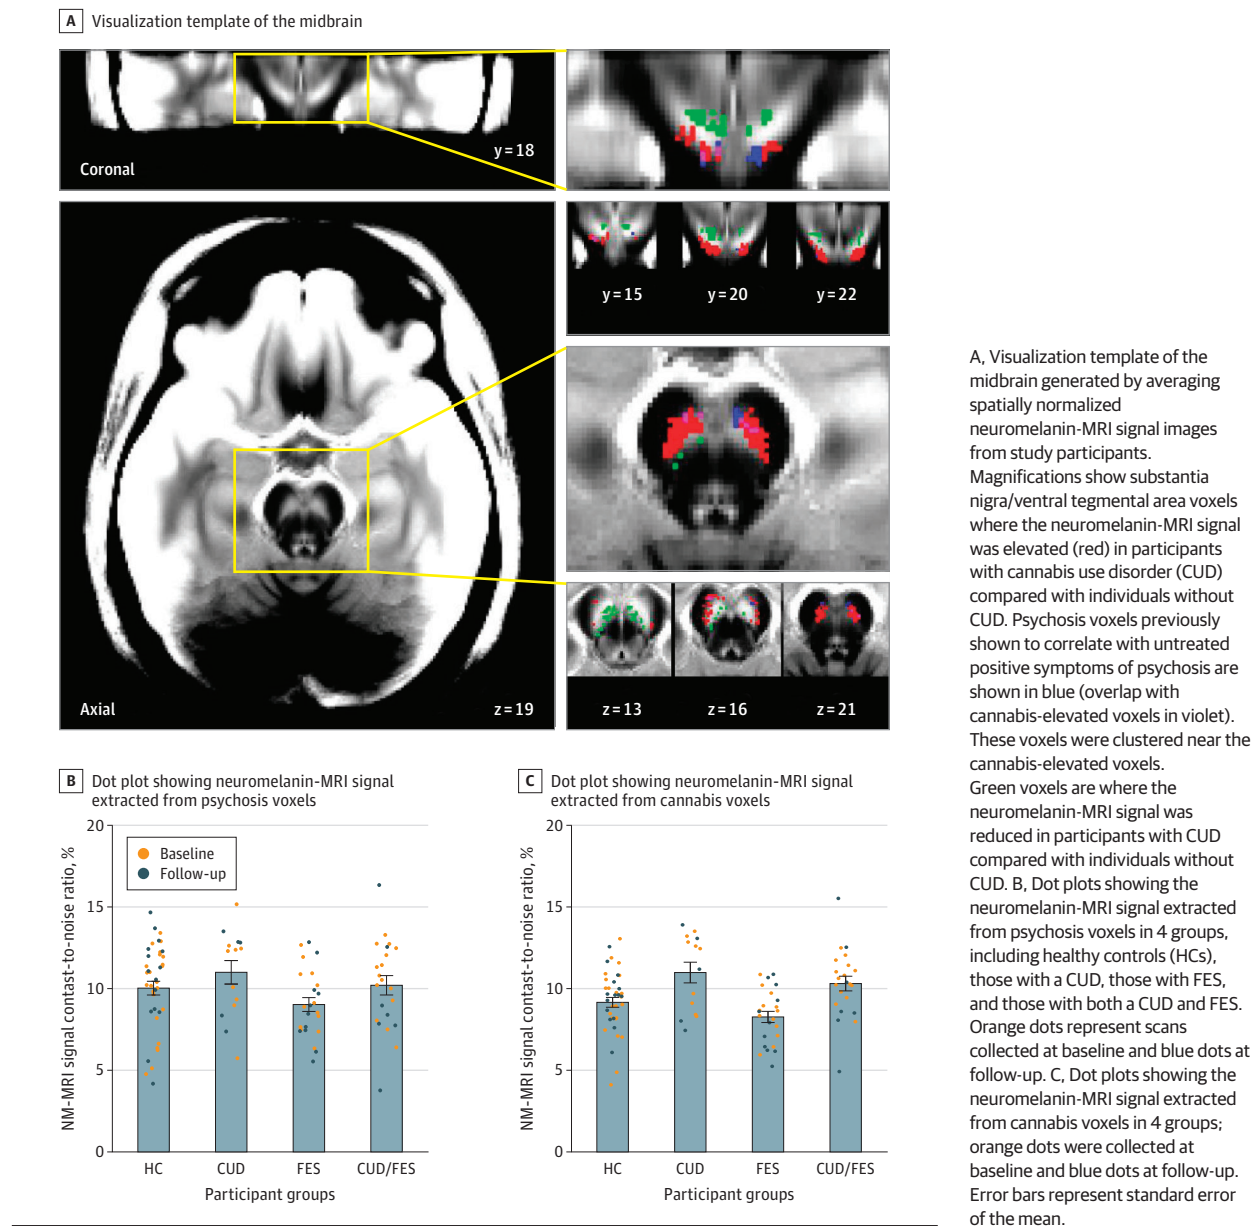 A Visualization template of the midbrain
Coronal
y=18
y=15
y=20
y=22
Axial
z=19
z=13
z=16
z=21
B Dot plot showing neuromelanin-MRI signal
extracted from psychosis voxels
20
15
10
5
0
NM-MRI signal contast-to-noise ratio, %
Baseline
Follow-up
HC
CUD
FES
CUD/FES
Participant groups
C Dot plot showing neuromelanin-MRI signal
extracted from cannabis voxels
20
15
10
5
0
NM-MRI signal contast-to-noise ratio, %
HC
CUD
FES
CUD/FES
Participant groups
A, Visualization template of the
midbrain generated by averaging
spatially normalized
neuromelanin-MRI signal images
from study participants.
Magnifications show substantia
nigra/ventral tegmental area voxels
where the neuromelanin-MRI signal
was elevated (red) in participants
with cannabis use disorder (CUD)
compared with individuals without
CUD. Psychosis voxels previously
shown to correlate with untreated
positive symptoms of psychosis are
shown in blue (overlap with
cannabis-elevated voxels in violet).
These voxels were clustered near the
cannabis-elevated voxels.
Green voxels are where the
neuromelanin-MRI signal was
reduced in participants with CUD
compared with individuals without
CUD. B, Dot plots showing the
neuromelanin-MRI signal extracted
from psychosis voxels in 4 groups,
including healthy controls (HCs),
those with a CUD, those with FES,
and those with both a CUD and FES.
Orange dots represent scans
collected at baseline and blue dots at
follow-up. C, Dot plots showing the
neuromelanin-MRI signal extracted
from cannabis voxels in 4 groups;
orange dots were collected at
baseline and blue dots at follow-up.
Error bars represent standard error
of the mean.